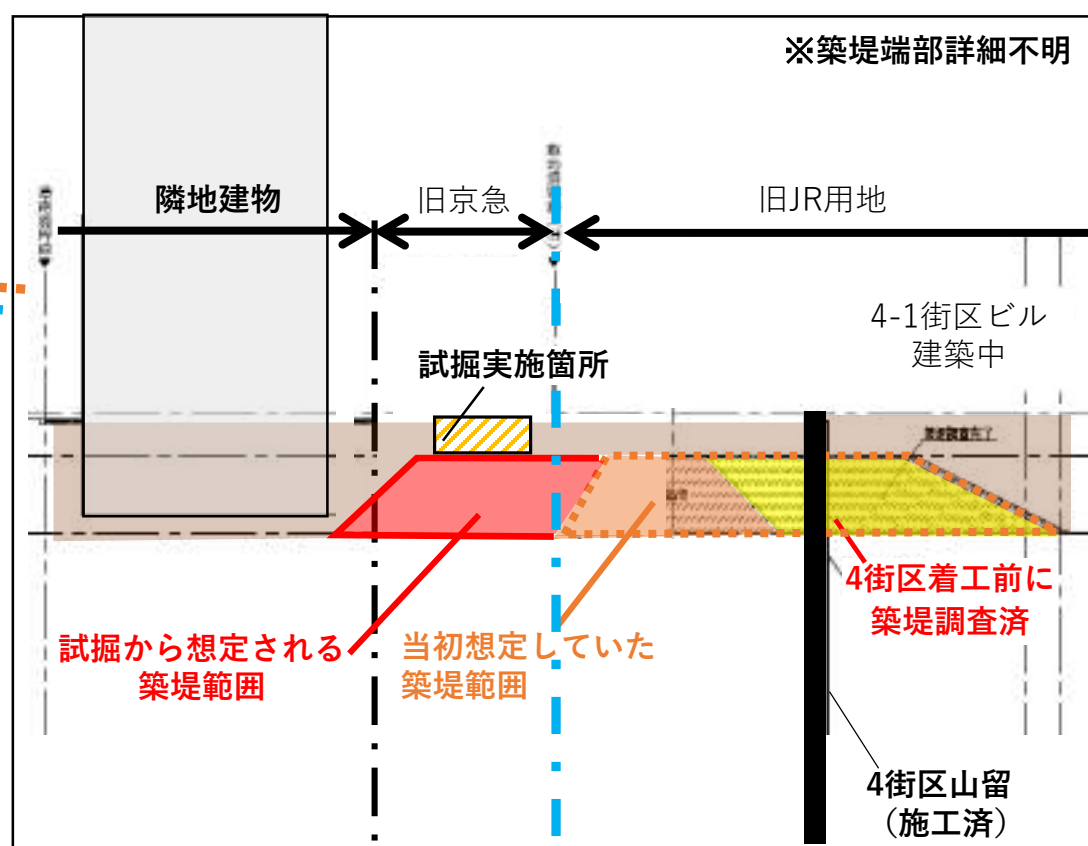 ※築堤端部詳細不明
隣地建物
旧京急
旧JR用地
4-1街区ビル
建築中
試掘実施箇所
4街区着工前に
築堤調査済
試掘から想定される
築堤範囲
当初想定していた
築堤範囲
4街区山留
（施工済）